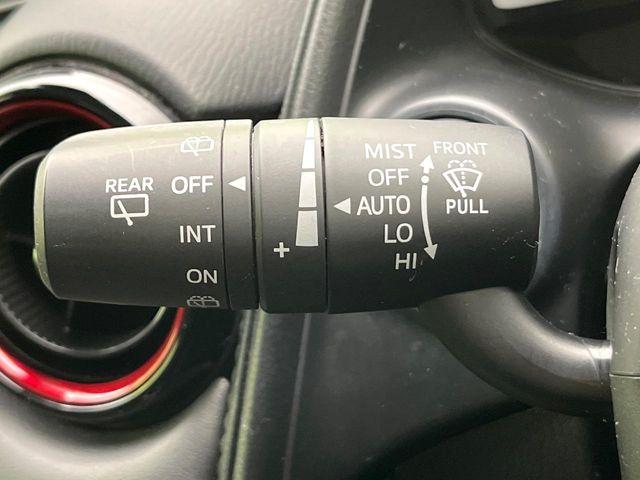 REAR
OFF
INT
ON
+
MIST
OFF
AUTO
LO
HI
FRONT
PULL